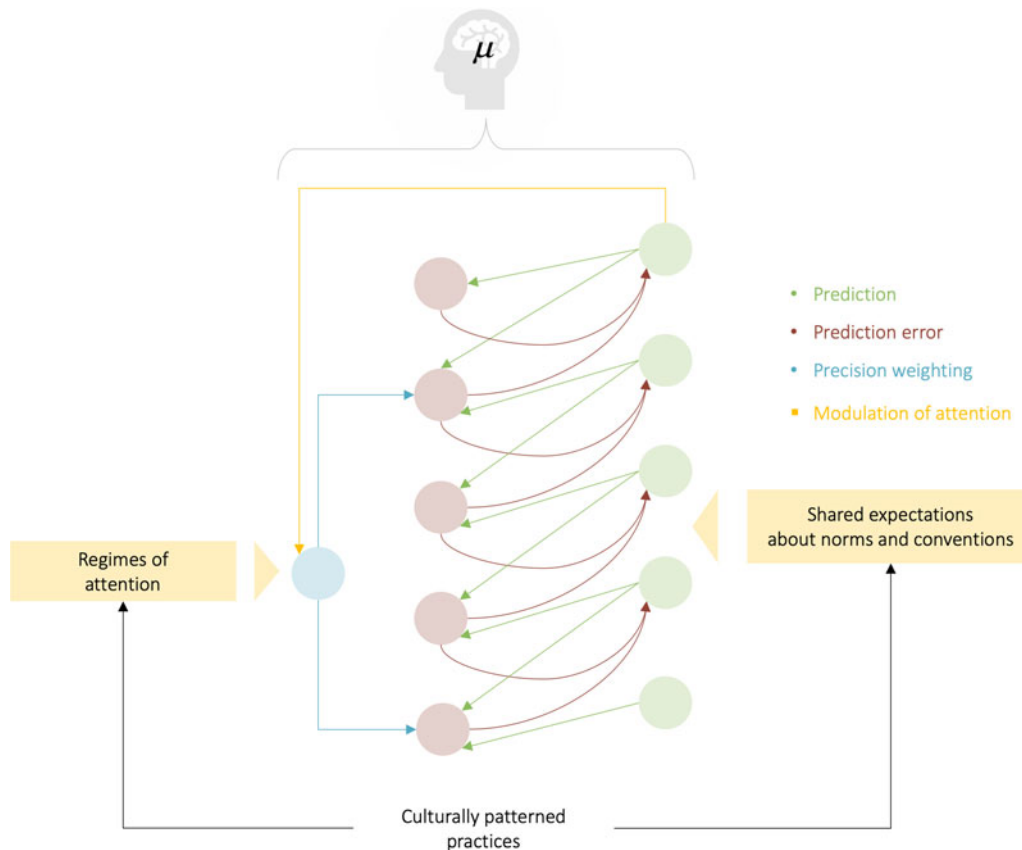 μ
Prediction
Prediction error
Precision weighting
Modulation of attention
Shared expectations
about norms and conventions
Regimes of
attention
Culturally patterned
practices